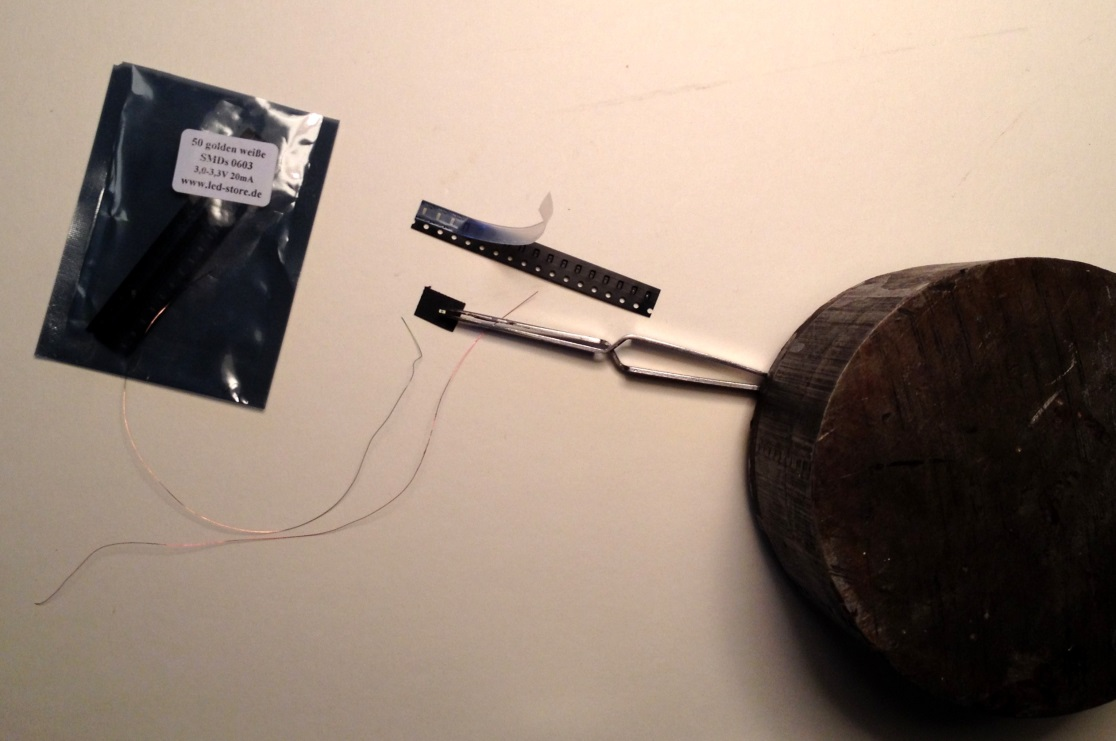 50 golden weiße
SMDs 0603
3,0-3,3V 20mA
www.led-store.de